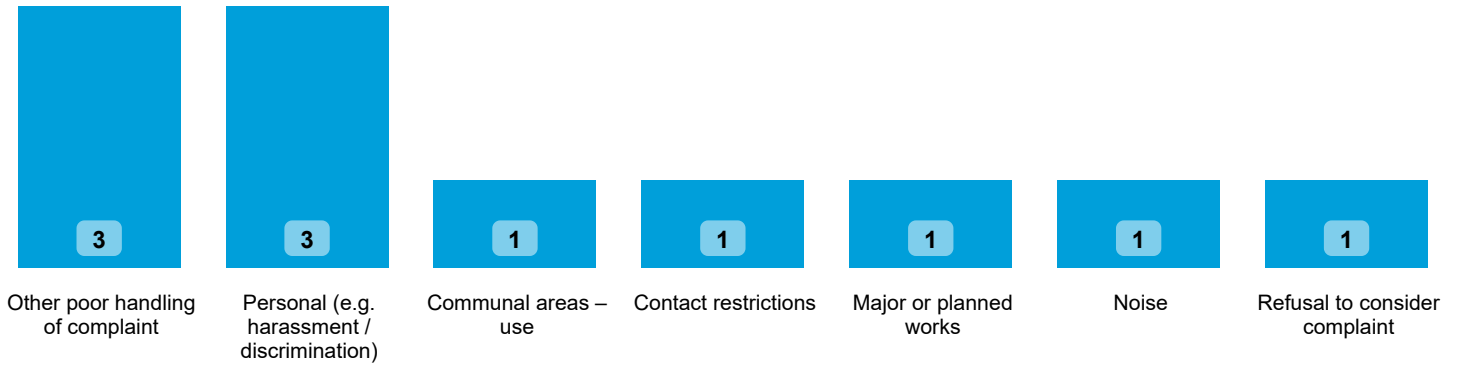 3
3
1
1
1
1
1
Other poor handling
of complaint
Personal (e.g.
harassment /
discrimination)
Communal areas –
use
Contact restrictions
Major or planned
works
Noise
Refusal to consider
complaint